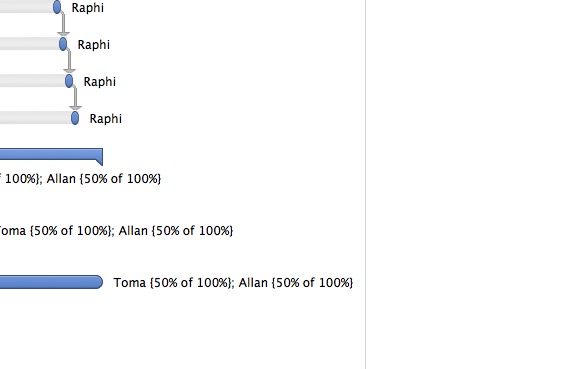 Raphi
Raphi
Raphi
Raphi
100%}; Allan {50% of 100%}
{50% of 100%}; Allan {50% of 100%}
Toma {50% of 100%}; Allan {50% of 100%}